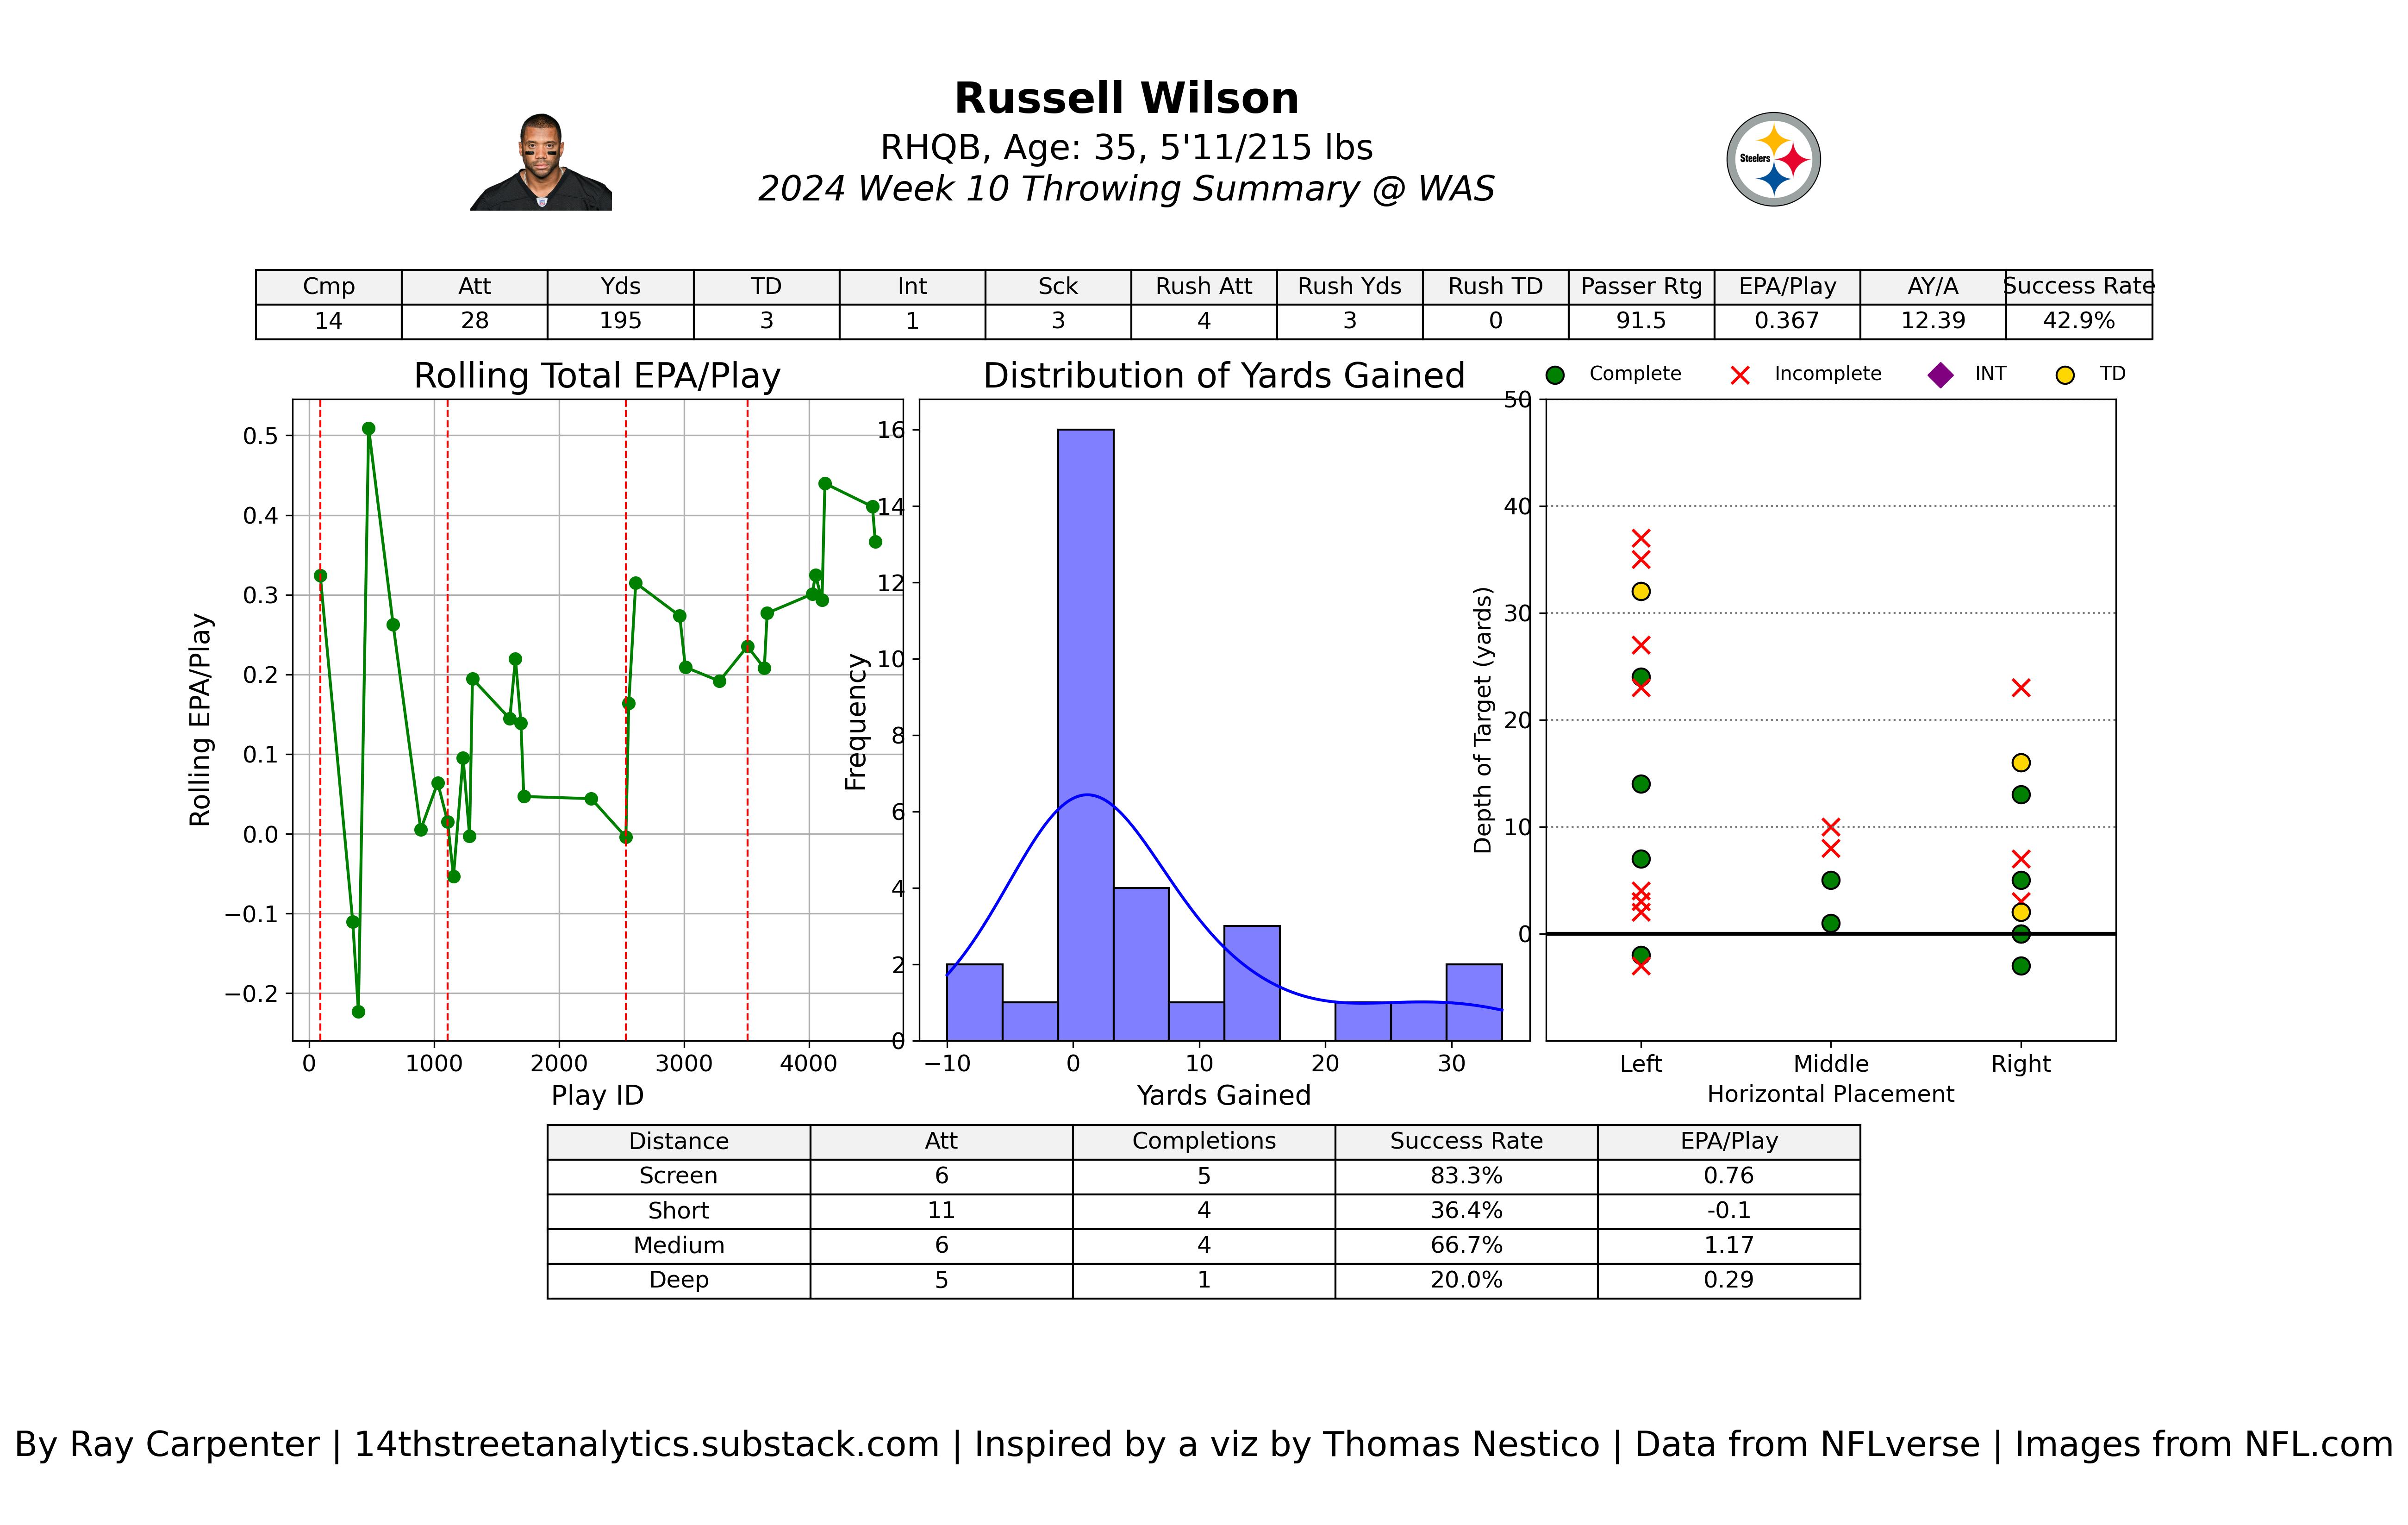 Russell Wilson
RHQB, Age: 35, 5'11/215 lbs
2024 Week 10 Throwing Summary @ WAS
Steelers
Cmp Att Yds TD Int Sck Rush Att Rush Yds Rush TD Passer Rtg EPA/Play AY/A Success Rate
14 28 195 3 1 3 4 3 0 91.5 0.367 12.39 42.9%
Rolling Total EPA/Play
Rolling EPA/Play
0.5
0.4
0.3
0.2
0.1
0.0
−0.1
−0.2
0 1000 2000 3000 4000
Play ID
Distribution of Yards Gained
Frequency
16
14
12
10
8
6
4
2
0
−10 0 10 20 30
Yards Gained
Complete Incomplete INT TD
Depth of Target (yards)
50
40
30
20
10
0
Left Middle Right
Horizontal Placement
Distance Att Completions Success Rate EPA/Play
Screen 6 5 83.3% 0.76
Short 11 4 36.4% -0.1
Medium 6 4 66.7% 1.17
Deep 5 1 20.0% 0.29
By Ray Carpenter | 14thstreetanalytics.substack.com | Inspired by a viz by Thomas Nestico | Data from NFLverse | Images from NFL.com